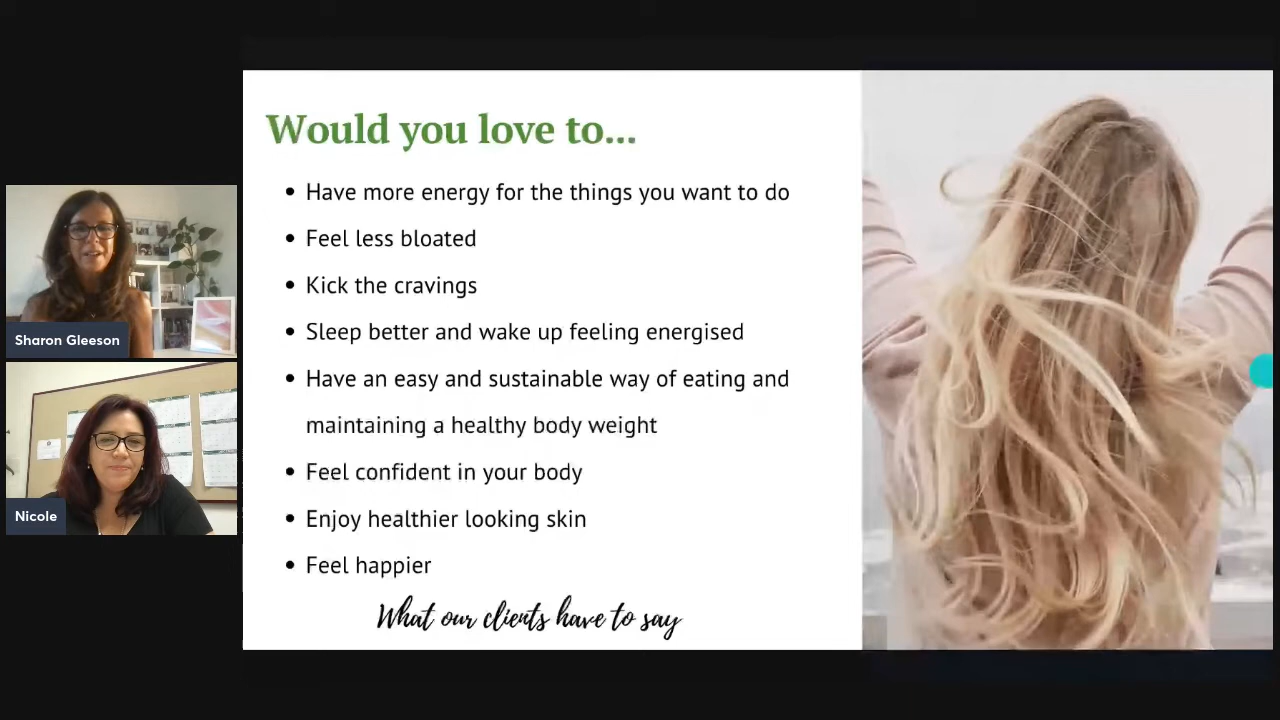 Would you love to...
Have more energy for the things you want to do
Feel less bloated
Kick the cravings
Sleep better and wake up feeling energised
Have an easy and sustainable way of eating and
maintaining a healthy body weight
Feel confident in your body
Enjoy healthier looking skin
Feel happier
What our clients have to say
Sharon Gleeson
Nicole